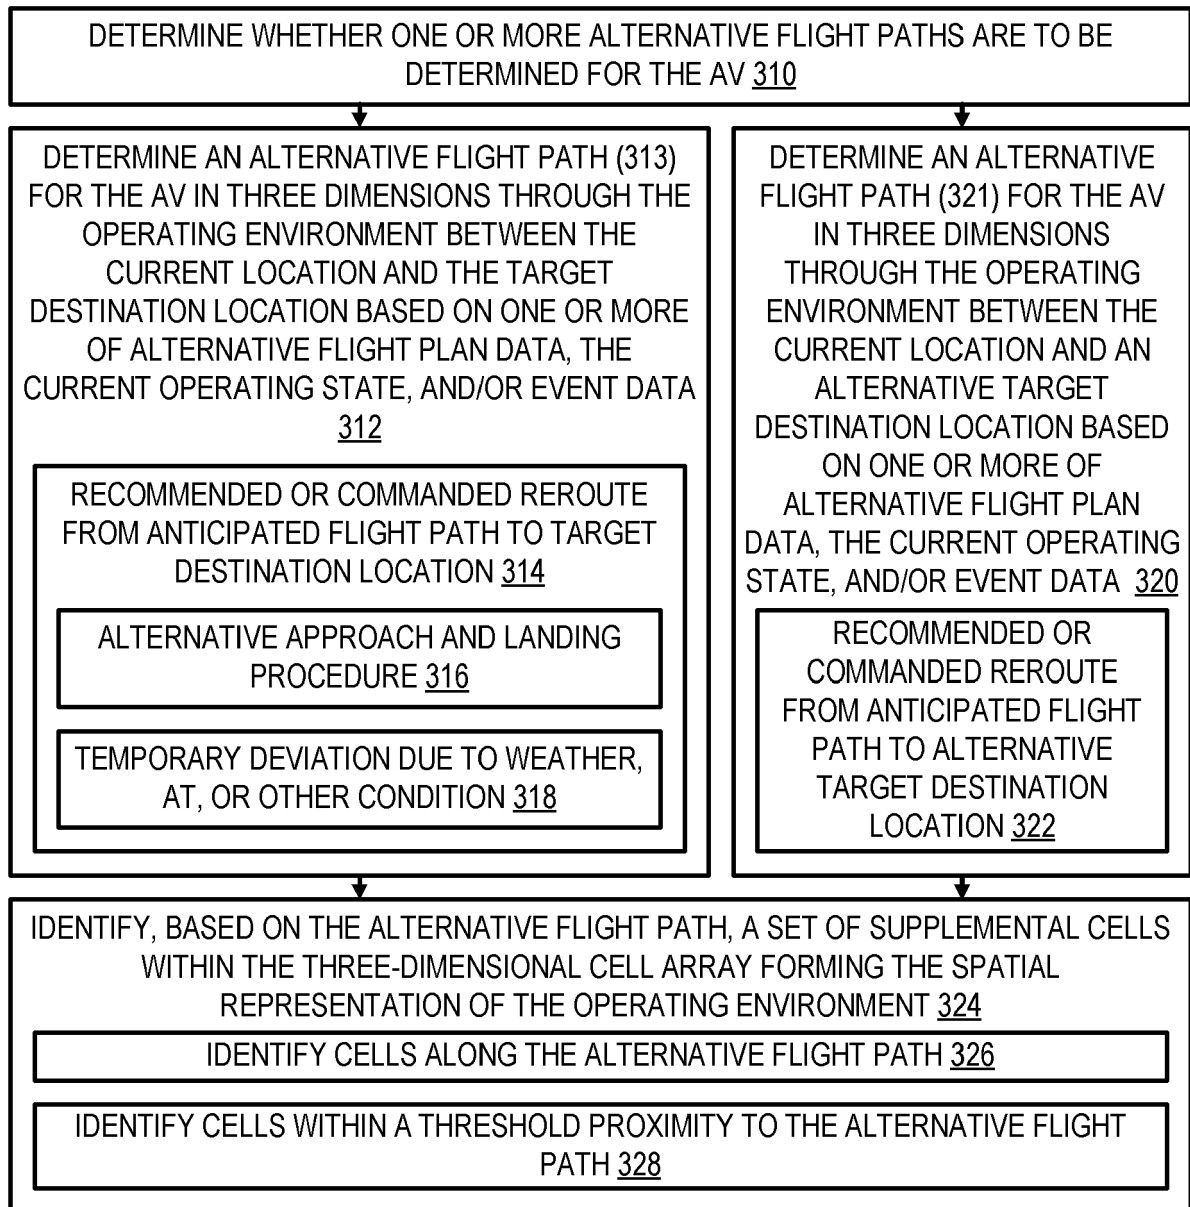 DETERMINE WHETHER ONE OR MORE ALTERNATIVE FLIGHT PATHS ARE TO BE
DETERMINED FOR THE AV 310
DETERMINE AN ALTERNATIVE FLIGHT PATH (313)
FOR THE AV IN THREE DIMENSIONS THROUGH THE
OPERATING ENVIRONMENT BETWEEN THE
CURRENT LOCATION AND THE TARGET
DESTINATION LOCATION BASED ON ONE OR MORE
OF ALTERNATIVE FLIGHT PLAN DATA, THE
CURRENT OPERATING STATE, AND/OR EVENT DATA
312
RECOMMENDED OR COMMANDED REROUTE
FROM ANTICIPATED FLIGHT PATH TO TARGET
DESTINATION LOCATION 314
ALTERNATIVE APPROACH AND LANDING
PROCEDURE 316
TEMPORARY DEVIATION DUE TO WEATHER,
AT, OR OTHER CONDITION 318
DETERMINE AN ALTERNATIVE
FLIGHT PATH (321) FOR THE AV
IN THREE DIMENSIONS
THROUGH THE OPERATING
ENVIRONMENT BETWEEN THE
CURRENT LOCATION AND AN
ALTERNATIVE TARGET
DESTINATION LOCATION BASED
ON ONE OR MORE OF
ALTERNATIVE FLIGHT PLAN
DATA, THE CURRENT OPERATING
STATE, AND/OR EVENT DATA 320
RECOMMENDED OR
COMMANDED REROUTE
FROM ANTICIPATED FLIGHT
PATH TO ALTERNATIVE
TARGET DESTINATION
LOCATION 322
IDENTIFY, BASED ON THE ALTERNATIVE FLIGHT PATH, A SET OF SUPPLEMENTAL CELLS
WITHIN THE THREE-DIMENSIONAL CELL ARRAY FORMING THE SPATIAL
REPRESENTATION OF THE OPERATING ENVIRONMENT 324
IDENTIFY CELLS ALONG THE ALTERNATIVE FLIGHT PATH 326
IDENTIFY CELLS WITHIN A THRESHOLD PROXIMITY TO THE ALTERNATIVE FLIGHT
PATH 328